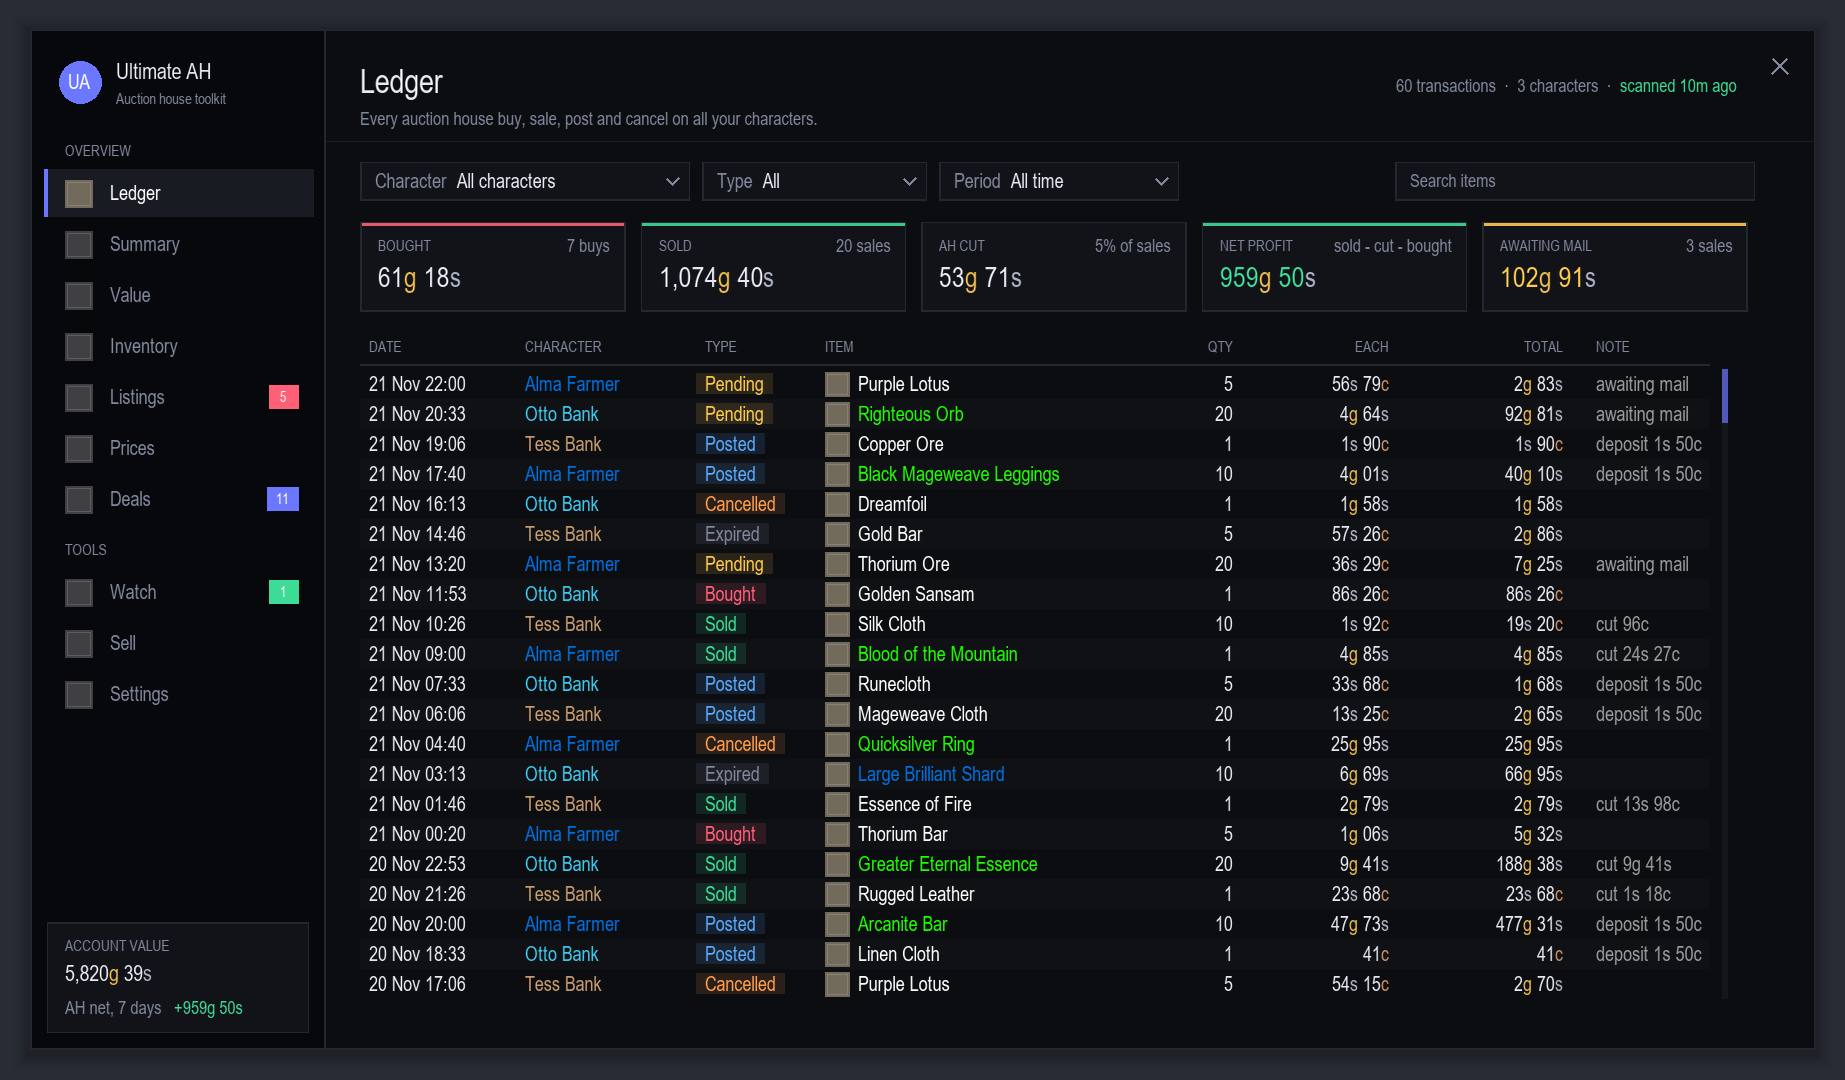 UA
Ultimate AH
Auction house toolkit
OVERVIEW
Ledger
Summary
Value
Inventory
Listings 5
Prices
Deals 11
TOOLS
Watch 1
Sell
Settings
ACCOUNT VALUE
5,820g 39s
AH net, 7 days +959g 50s
Ledger
Every auction house buy, sale, post and cancel on all your characters.
60 transactions · 3 characters · scanned 10m ago
Character All characters
Type All
Period All time
Search items
BOUGHT 7 buys
61g 18s
SOLD 20 sales
1,074g 40s
AH CUT 5% of sales
53g 71s
NET PROFIT sold - cut - bought
959g 50s
AWAITING MAIL 3 sales
102g 91s
DATE CHARACTER TYPE ITEM QTY EACH TOTAL NOTE
21 Nov 22:00 Alma Farmer Pending Purple Lotus 5 56s 79c 2g 83s awaiting mail
21 Nov 20:33 Otto Bank Pending Righteous Orb 20 4g 64s 92g 81s awaiting mail
21 Nov 19:06 Tess Bank Posted Copper Ore 1 1s 90c 1s 90c deposit 1s 50c
21 Nov 17:40 Alma Farmer Posted Black Mageweave Leggings 10 4g 01s 40g 10s deposit 1s 50c
21 Nov 16:13 Otto Bank Cancelled Dreamfoil 1 1g 58s 1g 58s
21 Nov 14:46 Tess Bank Expired Gold Bar 5 57s 26c 2g 86s
21 Nov 13:20 Alma Farmer Pending Thorium Ore 20 36s 29c 7g 25s awaiting mail
21 Nov 11:53 Otto Bank Bought Golden Sansam 1 86s 26c 86s 26c
21 Nov 10:26 Tess Bank Sold Silk Cloth 10 1s 92c 19s 20c cut 96c
21 Nov 09:00 Alma Farmer Sold Blood of the Mountain 1 4g 85s 4g 85s cut 24s 27c
21 Nov 07:33 Otto Bank Posted Runecloth 5 33s 68c 1g 68s deposit 1s 50c
21 Nov 06:06 Tess Bank Posted Mageweave Cloth 20 13s 25c 2g 65s deposit 1s 50c
21 Nov 04:40 Alma Farmer Cancelled Quicksilver Ring 1 25g 95s 25g 95s
21 Nov 03:13 Otto Bank Expired Large Brilliant Shard 10 6g 69s 66g 95s
21 Nov 01:46 Tess Bank Sold Essence of Fire 1 2g 79s 2g 79s cut 13s 98c
21 Nov 00:20 Alma Farmer Bought Thorium Bar 5 1g 06s 5g 32s
20 Nov 22:53 Otto Bank Sold Greater Eternal Essence 20 9g 41s 188g 38s cut 9g 41s
20 Nov 21:26 Tess Bank Sold Rugged Leather 1 23s 68c 23s 68c cut 1s 18c
20 Nov 20:00 Alma Farmer Posted Arcanite Bar 10 47g 73s 477g 31s deposit 1s 50c
20 Nov 18:33 Otto Bank Posted Linen Cloth 1 41c 41c deposit 1s 50c
20 Nov 17:06 Tess Bank Cancelled Purple Lotus 5 54s 15c 2g 70s